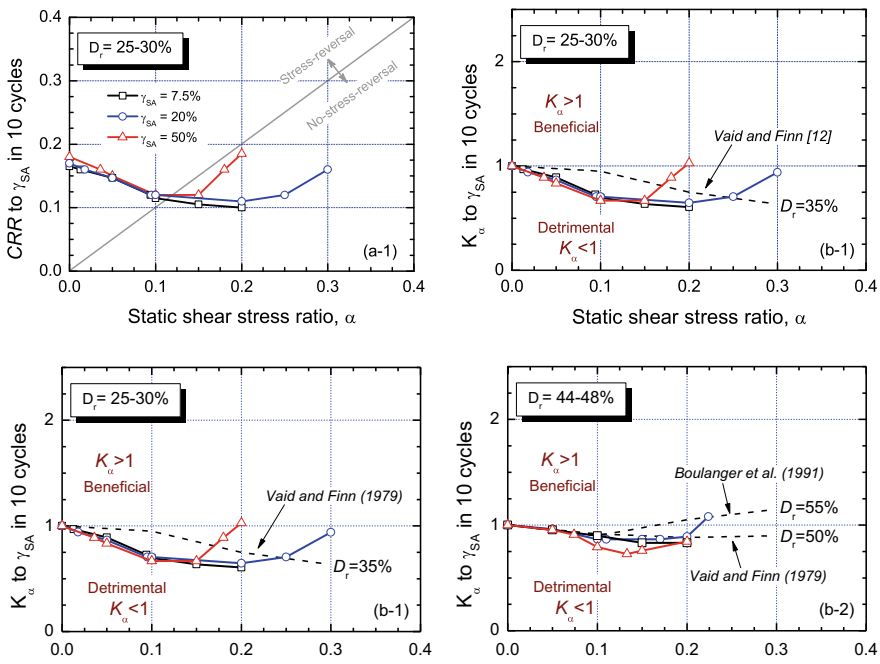 0.4
0.3
0.2
0.1
0.0
CRR to γSA in 10 cycles
Dr= 25-30%
γSA = 7.5%
γSA = 20%
γSA = 50%
Stress-reversal
No-stress-reversal
(a-1)
0.0 0.1 0.2 0.3 0.4
Static shear stress ratio, α
2
1
0
Kα to γSA in 10 cycles
Dr= 25-30%
Kα>1
Beneficial
Vaid and Finn [12]
Dr=35%
Detrimental
Kα<1
(b-1)
0.0 0.1 0.2 0.3 0.4
Static shear stress ratio, α
2
1
0
Kα to γSA in 10 cycles
Dr= 25-30%
Kα>1
Beneficial
Vaid and Finn (1979)
Dr=35%
Detrimental
Kα<1
(b-1)
0.0 0.1 0.2 0.3 0.4
2
1
0
Kα to γSA in 10 cycles
Dr= 44-48%
Kα>1
Beneficial
Boulanger et al. (1991)
Dr=55%
Dr=50%
Vaid and Finn (1979)
Detrimental
Kα<1
(b-2)
0.0 0.1 0.2 0.3 0.4